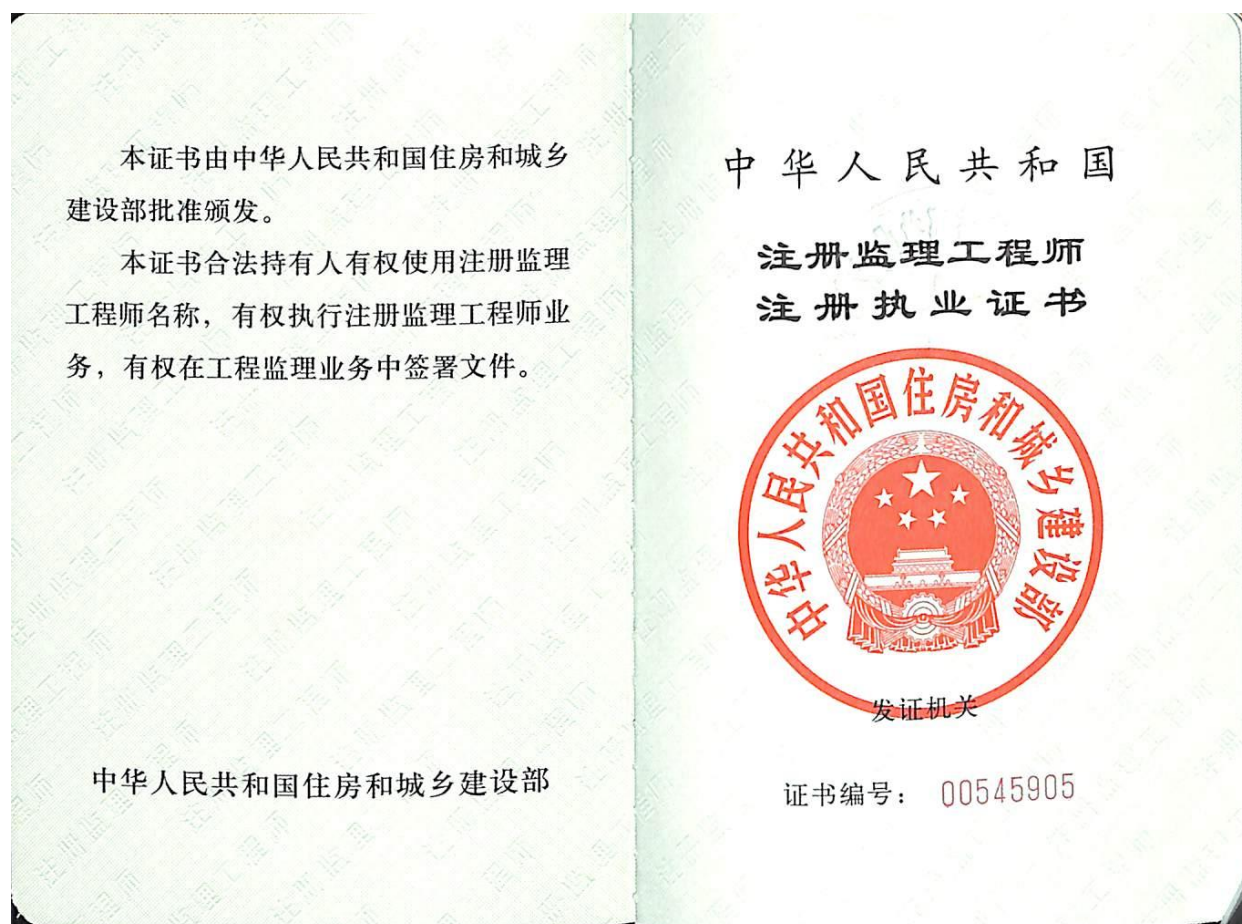 本证书由中华人民共和国住房和城乡
建设部批准颁发。
本证书合法持有人有权使用注册监理
工程师名称，有权执行注册监理工程师业
务，有权在工程监理业务中签署文件。
中华人民共和国住房和城乡建设部
中华人民共和国
注册监理工程师
注册执业证书
中华人民共和国住房和城乡建设部
发证机关
证书编号：00545905